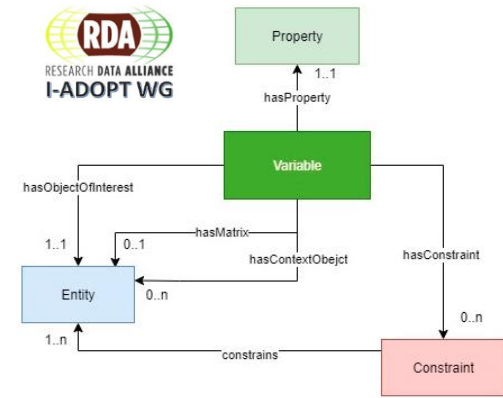 RDA
RESEARCH DATA ALLIANCE
I-ADOPT WG
Property
1..1
hasProperty
Variable
hasObjectOfInterest
hasMatrix
hasContextObejct
hasConstraint
1..1
0..1
Entity
0..n
0..n
1..n
constrains
Constraint